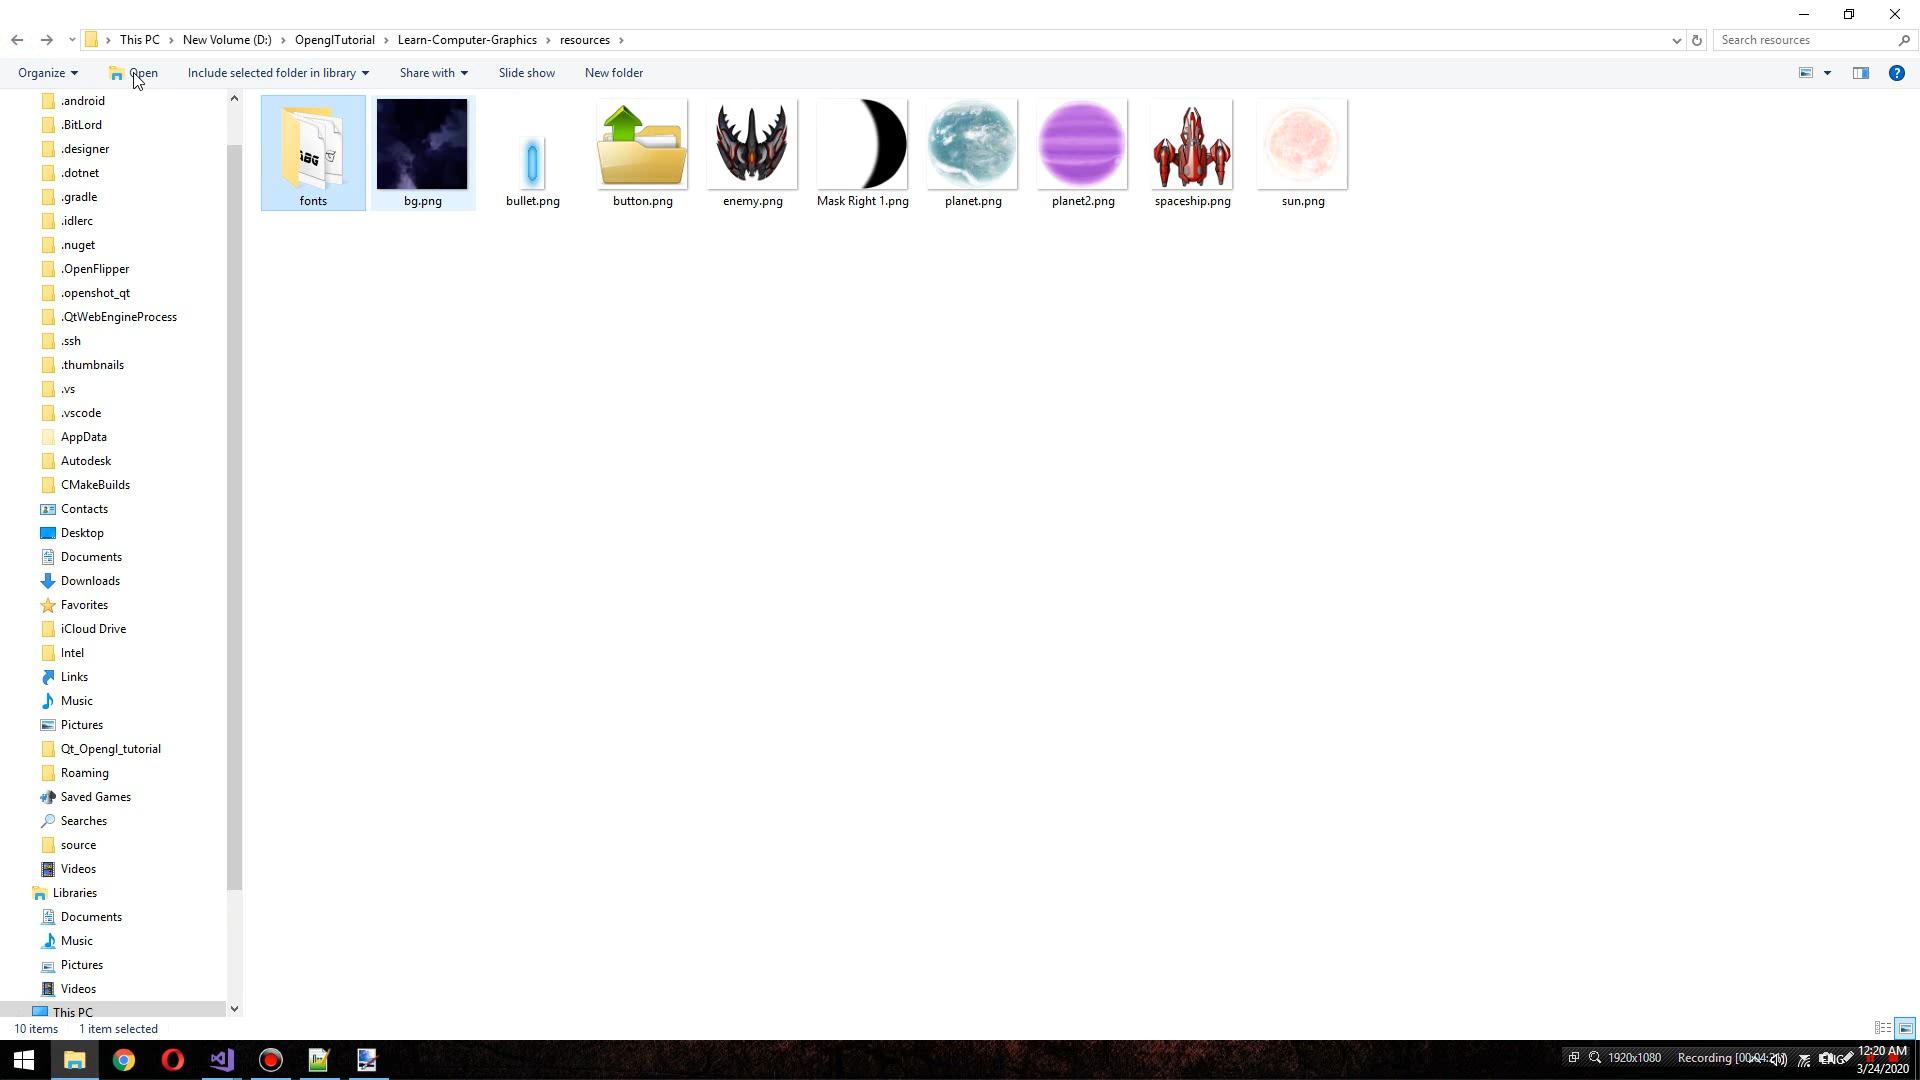 This PC New Volume (D:) OpenglTutorial Learn-Computer-Graphics resources
Search resources
Organize Open Include selected folder in library Share with Slide show New folder
.android
.BitLord
.designer
.dotnet
.gradle
.idlerc
.nuget
.OpenFlipper
.openshot_qt
.QtWebEngineProcess
.ssh
.thumbnails
.vs
.vscode
AppData
Autodesk
CMakeBuilds
Contacts
Desktop
Documents
Downloads
Favorites
iCloud Drive
Intel
Links
Music
Pictures
Qt_Opengl_tutorial
Roaming
Saved Games
Searches
source
Videos
Libraries
Documents
Music
Pictures
Videos
This PC
fonts bg.png bullet.png button.png enemy.png Mask Right 1.png planet.png planet2.png spaceship.png sun.png
10 items 1 item selected
1920x1080 Recording ENG
12:20 AM
3/24/2020